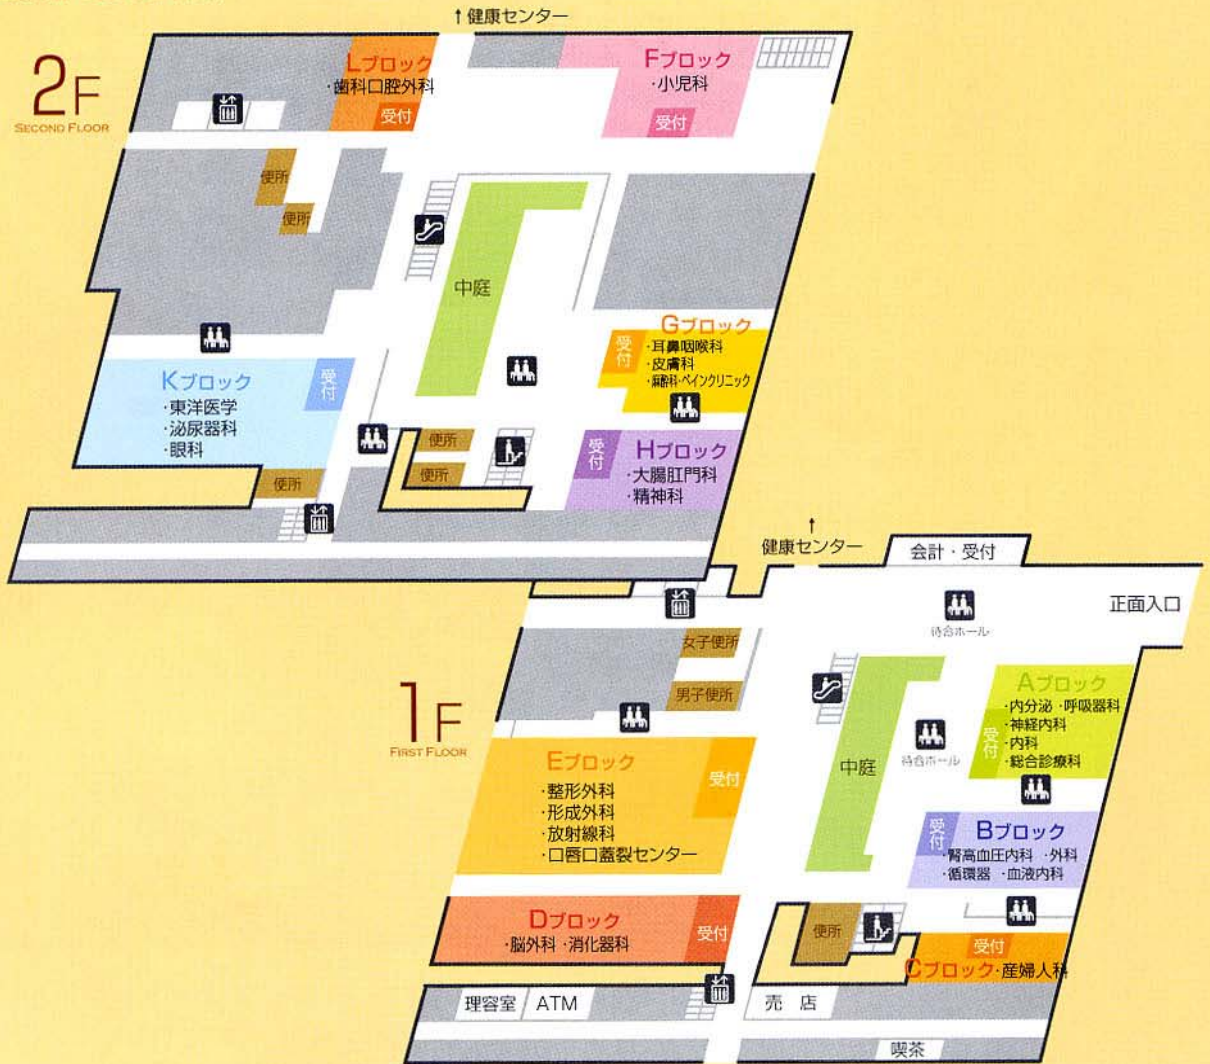 ↑健康センター
2F
SECOND FLOOR
Lブロック
・歯科口腔外科
受付
Fブロック
・小児科
受付
便所
便所
中庭
Gブロック
受付
・耳鼻咽喉科
・皮膚科
・麻酔科・ペインクリニック
Kブロック
受付
・東洋医学
・泌尿器科
・眼科
便所
便所
便所
Hブロック
受付
・大腸肛門科
・精神科
↑
健康センター
会計・受付
正面入口
待合ホール
1F
FIRST FLOOR
女子便所
男子便所
Aブロック
受付
・内分泌 ・呼吸器科
・神経内科
・内科
・総合診療科
中庭
待合ホール
Eブロック
受付
・整形外科
・形成外科
・放射線科
・口唇口蓋裂センター
Bブロック
受付
・腎高血圧内科 ・外科
・循環器 ・血液内科
Dブロック
・脳外科 ・消化器科
受付
便所
受付
Cブロック・産婦人科
理容室
ATM
売店
喫茶